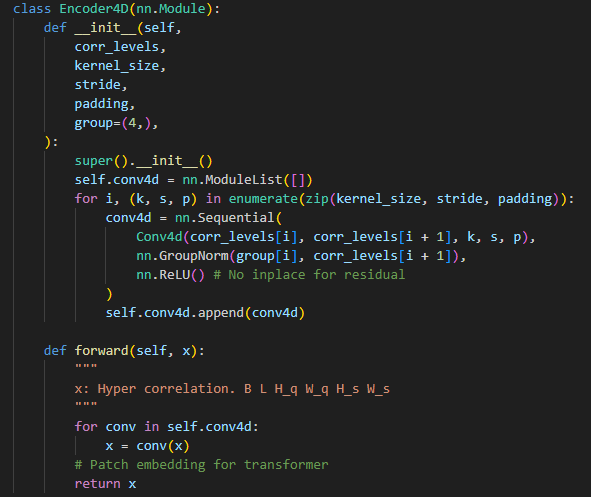 class Encoder4D(nn.Module):
    def __init__(self,
        corr_levels,
        kernel_size,
        stride,
        padding,
        group=(4,),
    ):
        super().__init__()
        self.conv4d = nn.ModuleList([])
        for i, (k, s, p) in enumerate(zip(kernel_size, stride, padding)):
            conv4d = nn.Sequential(
                Conv4d(corr_levels[i], corr_levels[i + 1], k, s, p),
                nn.GroupNorm(group[i], corr_levels[i + 1]),
                nn.ReLU() # No inplace for residual
            )
            self.conv4d.append(conv4d)

    def forward(self, x):
        """
        x: Hyper correlation. B L H_q W_q H_s W_s
        """
        for conv in self.conv4d:
            x = conv(x)
        # Patch embedding for transformer
        return x